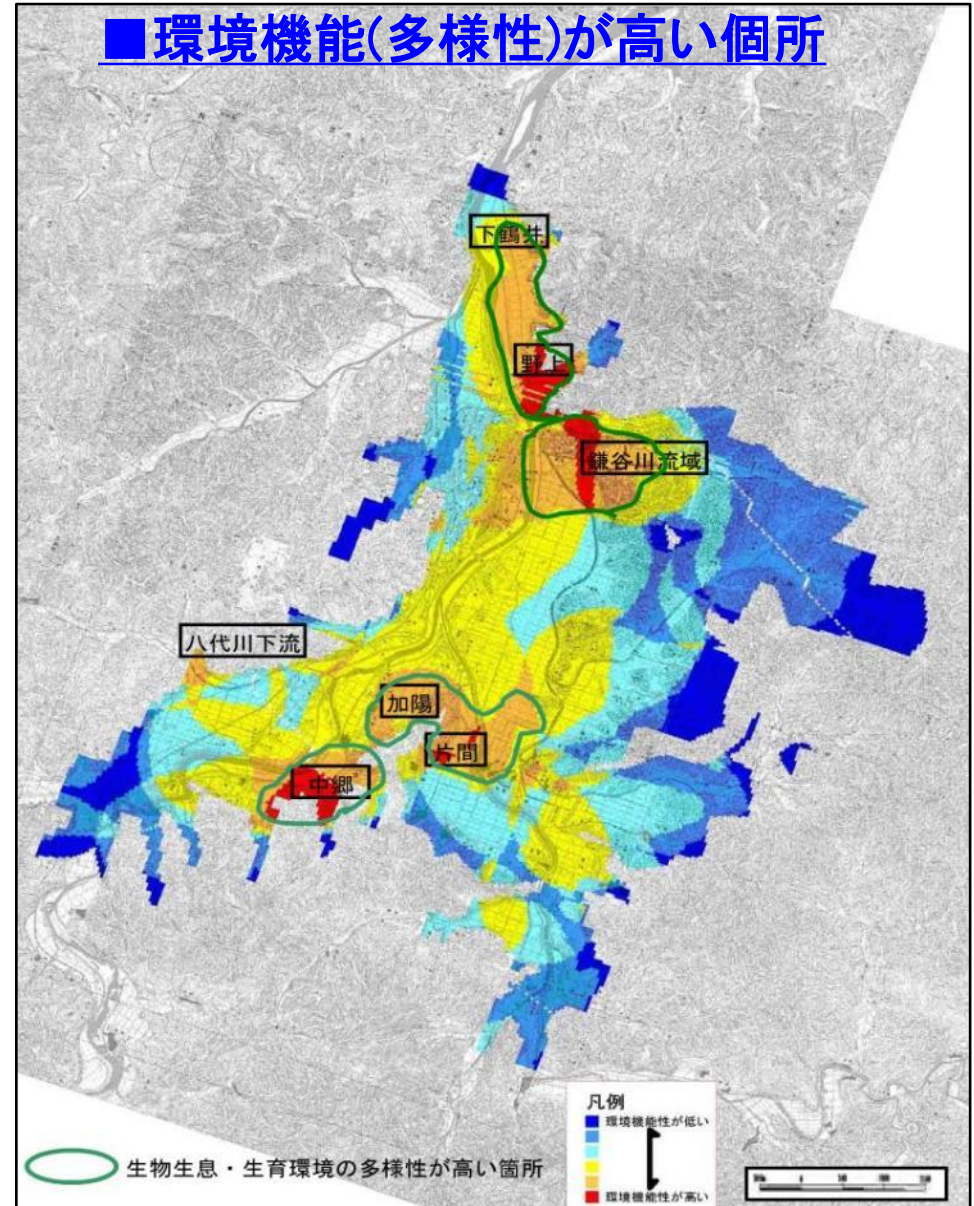 ■環境機能(多様性)が高い個所
下鶴井
野上
鎌谷川流域
八代川下流
加陽
片間
中郷
凡例
環境機能性が低い
環境機能性が高い
生物生息・生育環境の多様性が高い箇所